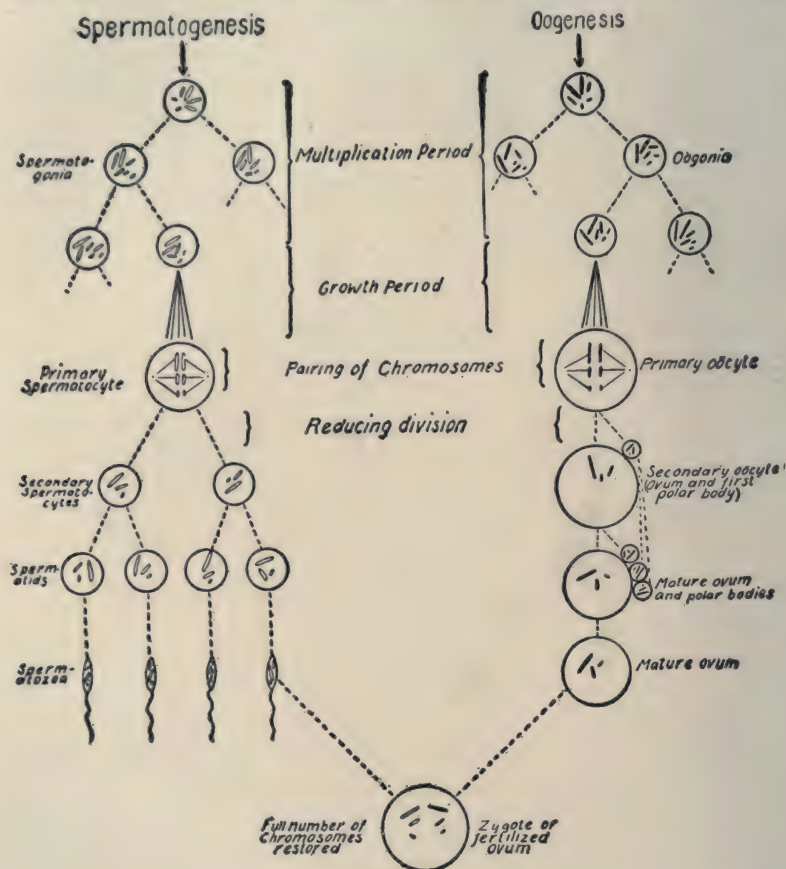 Spermatogenesis
Oogenesis
Spermato-
gonia
Multiplication Period
Oögonia
Growth Period
Primary
Spermatocyte
Pairing of Chromosomes
Primary oöcyte
Reducing division
Secondary
Spermato-
cytes
Secondary oöcyte
(Ovum and first
polar body)
Sperm-
atids
Mature ovum
and polar bodies
Sperm-
atozoa
Mature ovum
Full number of
Chromosomes
restored
Zygote or
fertilized
ovum